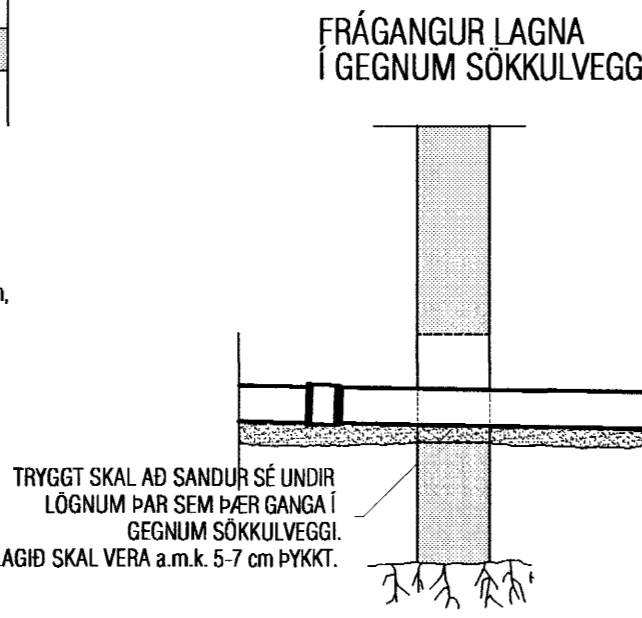 FRÁGANGUR LAGNA
Í GEGNUM SÖKKULVEGG
TRYGGT SKAL AÐ SANDUR SÉ UNDIR
LÖGNUM ÞAR SEM ÞÆR GANGA Í
GEGNUM SÖKKULVEGGI.
AGIÐ SKAL VERA a.m.k. 5-7 cm ÞYKKT.